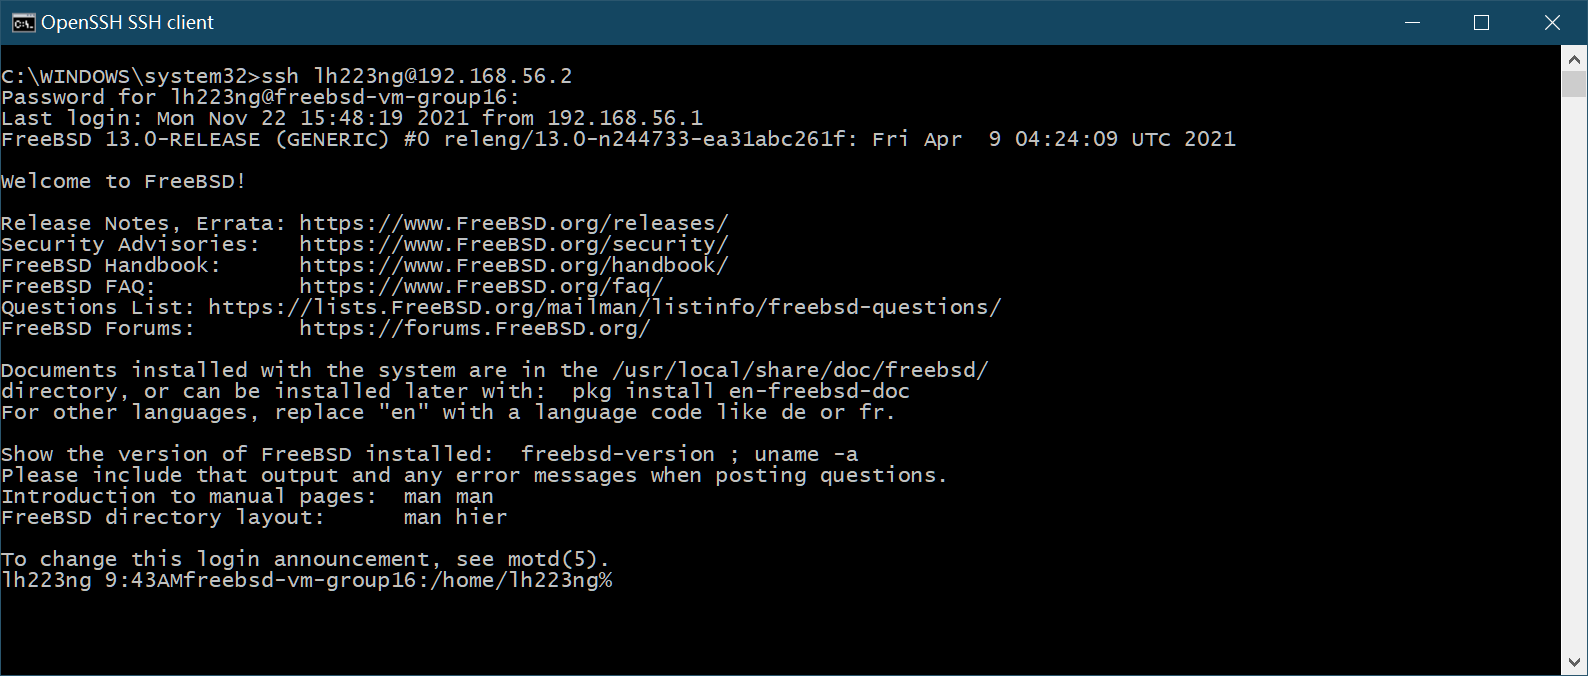 OpenSSH SSH client
C:\WINDOWS\system32>ssh lh223ng@192.168.56.2
Password for lh223ng@freebsd-vm-group16:
Last login: Mon Nov 22 15:48:19 2021 from 192.168.56.1
FreeBSD 13.0-RELEASE (GENERIC) #0 releng/13.0-n244733-ea31abc261f: Fri Apr  9 04:24:09 UTC 2021
Welcome to FreeBSD!
Release Notes, Errata: https://www.FreeBSD.org/releases/
Security Advisories:   https://www.FreeBSD.org/security/
FreeBSD Handbook:      https://www.FreeBSD.org/handbook/
FreeBSD FAQ:           https://www.FreeBSD.org/faq/
Questions List: https://lists.FreeBSD.org/mailman/listinfo/freebsd-questions/
FreeBSD Forums:        https://forums.FreeBSD.org/
Documents installed with the system are in the /usr/local/share/doc/freebsd/
directory, or can be installed later with:  pkg install en-freebsd-doc
For other languages, replace "en" with a language code like de or fr.
Show the version of FreeBSD installed:  freebsd-version ; uname -a
Please include that output and any error messages when posting questions.
Introduction to manual pages:  man man
FreeBSD directory layout:      man hier
To change this login announcement, see motd(5).
lh223ng 9:43AMfreebsd-vm-group16:/home/lh223ng%